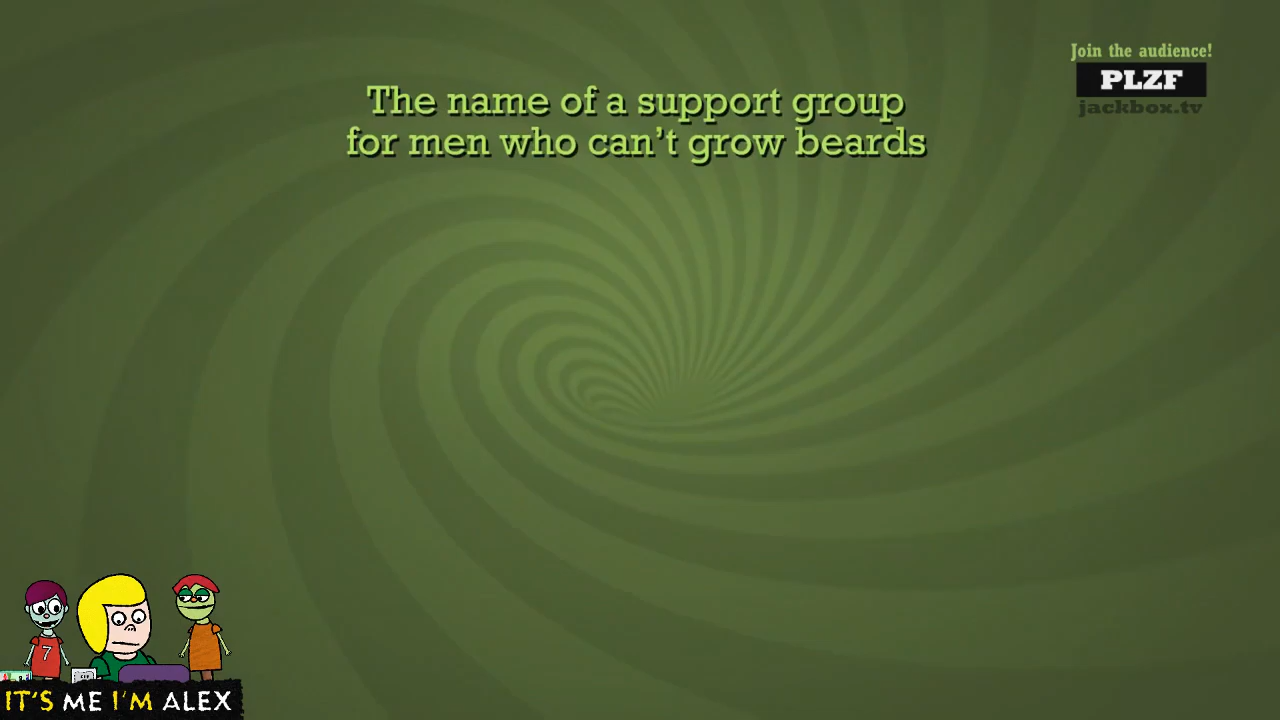 Join the audience!
PLZF
jackbox.tv
The name of a support group
for men who can't grow beards
7
IT'S ME I'M ALEX